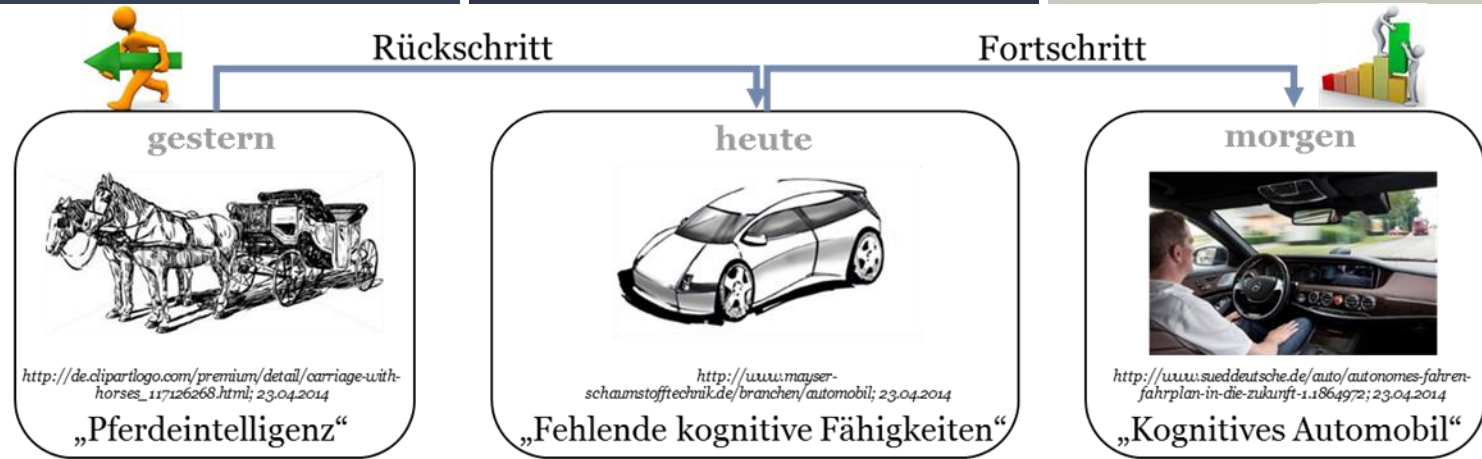 Rückschritt
Fortschritt
gestern
http://de.clipartlogo.com/premium/detail/carriage-with-
horses_117126268.html; 23.04.2014
„Pferdeintelligenz“
heute
http://www.mayser-
schaumstofftechnik.de/branchen/automobil; 23.04.2014
„Fehlende kognitive Fähigkeiten“
morgen
http://www.sueddeutsche.de/auto/autonomes-fahren-
fahrplan-in-die-zukunft-1.1864972; 23.04.2014
„Kognitives Automobil“